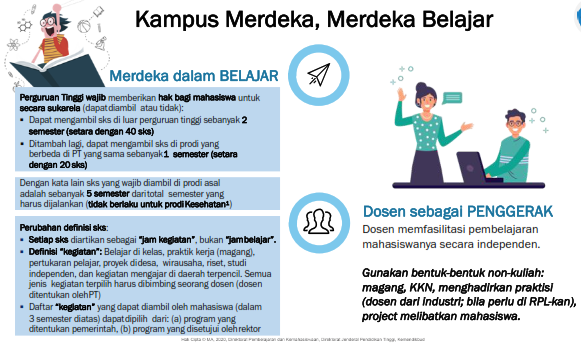 Kampus Merdeka, Merdeka Belajar
Merdeka dalam BELAJAR
Perguruan Tinggi wajib memberikan hak bagi mahasiswa untuk
secara sukarela (dapat diambil atau tidak):
▪ Dapat mengambil sks di luar perguruan tinggi sebanyak 2
semester (setara dengan 40 sks)
▪ Ditambah lagi, dapat mengambil sks di prodi yang
berbeda di PT yang sama sebanyak 1 semester (setara
dengan 20 sks)
Dengan kata lain sks yang wajib diambil di prodi asal
adalah sebanyak 5 semester dari total semester yang
harus dijalankan (tidak berlaku untuk prodi Kesehatan¹)
Perubahan definisi sks:
▪ Setiap sks diartikan sebagai “jam kegiatan”, bukan “jam belajar”.
▪ Definisi “kegiatan”: Belajar di kelas, praktik kerja (magang),
pertukaran pelajar, proyek di desa, wirausaha, riset, studi
independen, dan kegiatan mengajar di daerah terpencil. Semua
jenis kegiatan terpilih harus dibimbing seorang dosen (dosen
ditentukan oleh PT)
▪ Daftar “kegiatan” yang dapat diambil oleh mahasiswa (dalam
3 semester diatas) dapat dipilih dari: (a) program yang
ditentukan pemerintah, (b) program yang disetujui oleh rektor
Dosen sebagai PENGGERAK
Dosen memfasilitasi pembelajaran
mahasiswanya secara independen.
Gunakan bentuk-bentuk non-kuliah:
magang, KKN, menghadirkan praktisi
(dosen dari industri; bila perlu di RPL-kan),
project melibatkan mahasiswa.
Hak Cipta © MA, 2020, Direktorat Pembelajaran dan Kemahasiswaan, Direktorat Jenderal Pendidikan Tinggi, Kemendikbud